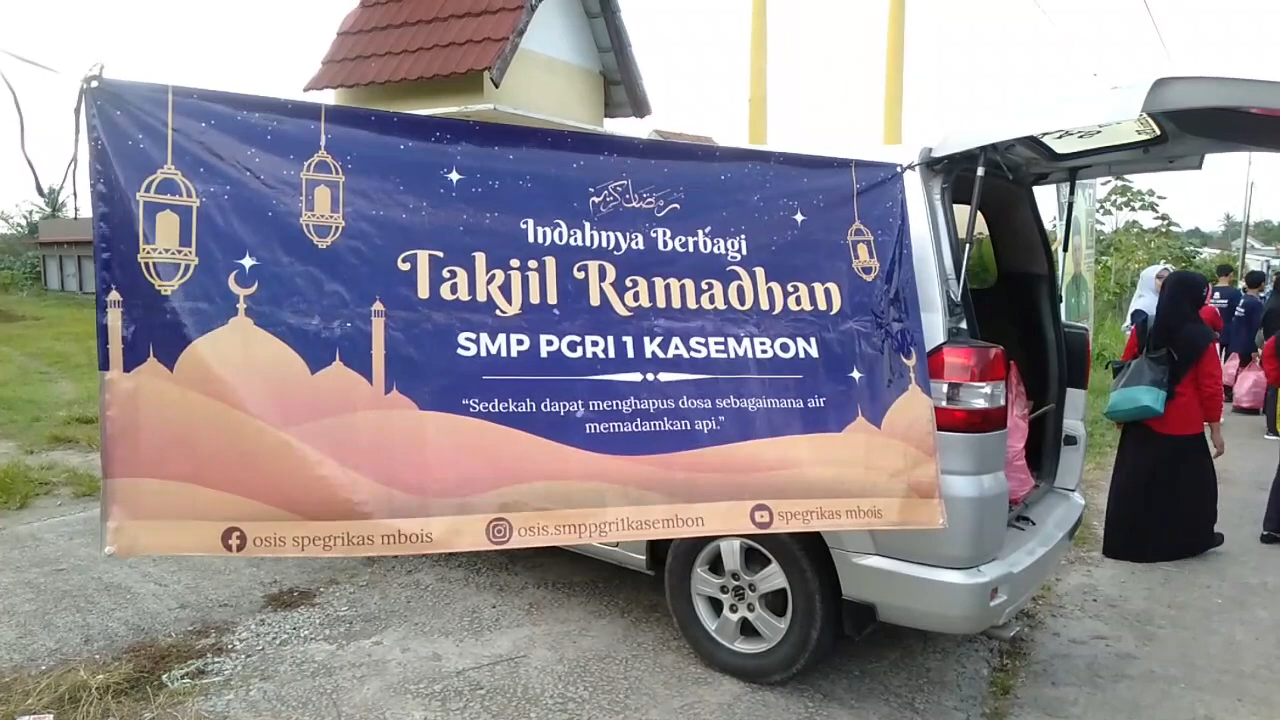 رمضان كريم
Indahnya Berbagi
Takjil Ramadhan
SMP PGRI 1 KASEMBON
“Sedekah dapat menghapus dosa sebagaimana air
memadamkan api.”
osis spegrikas mbois
osis.smppgri1kasembon
spegrikas mbois